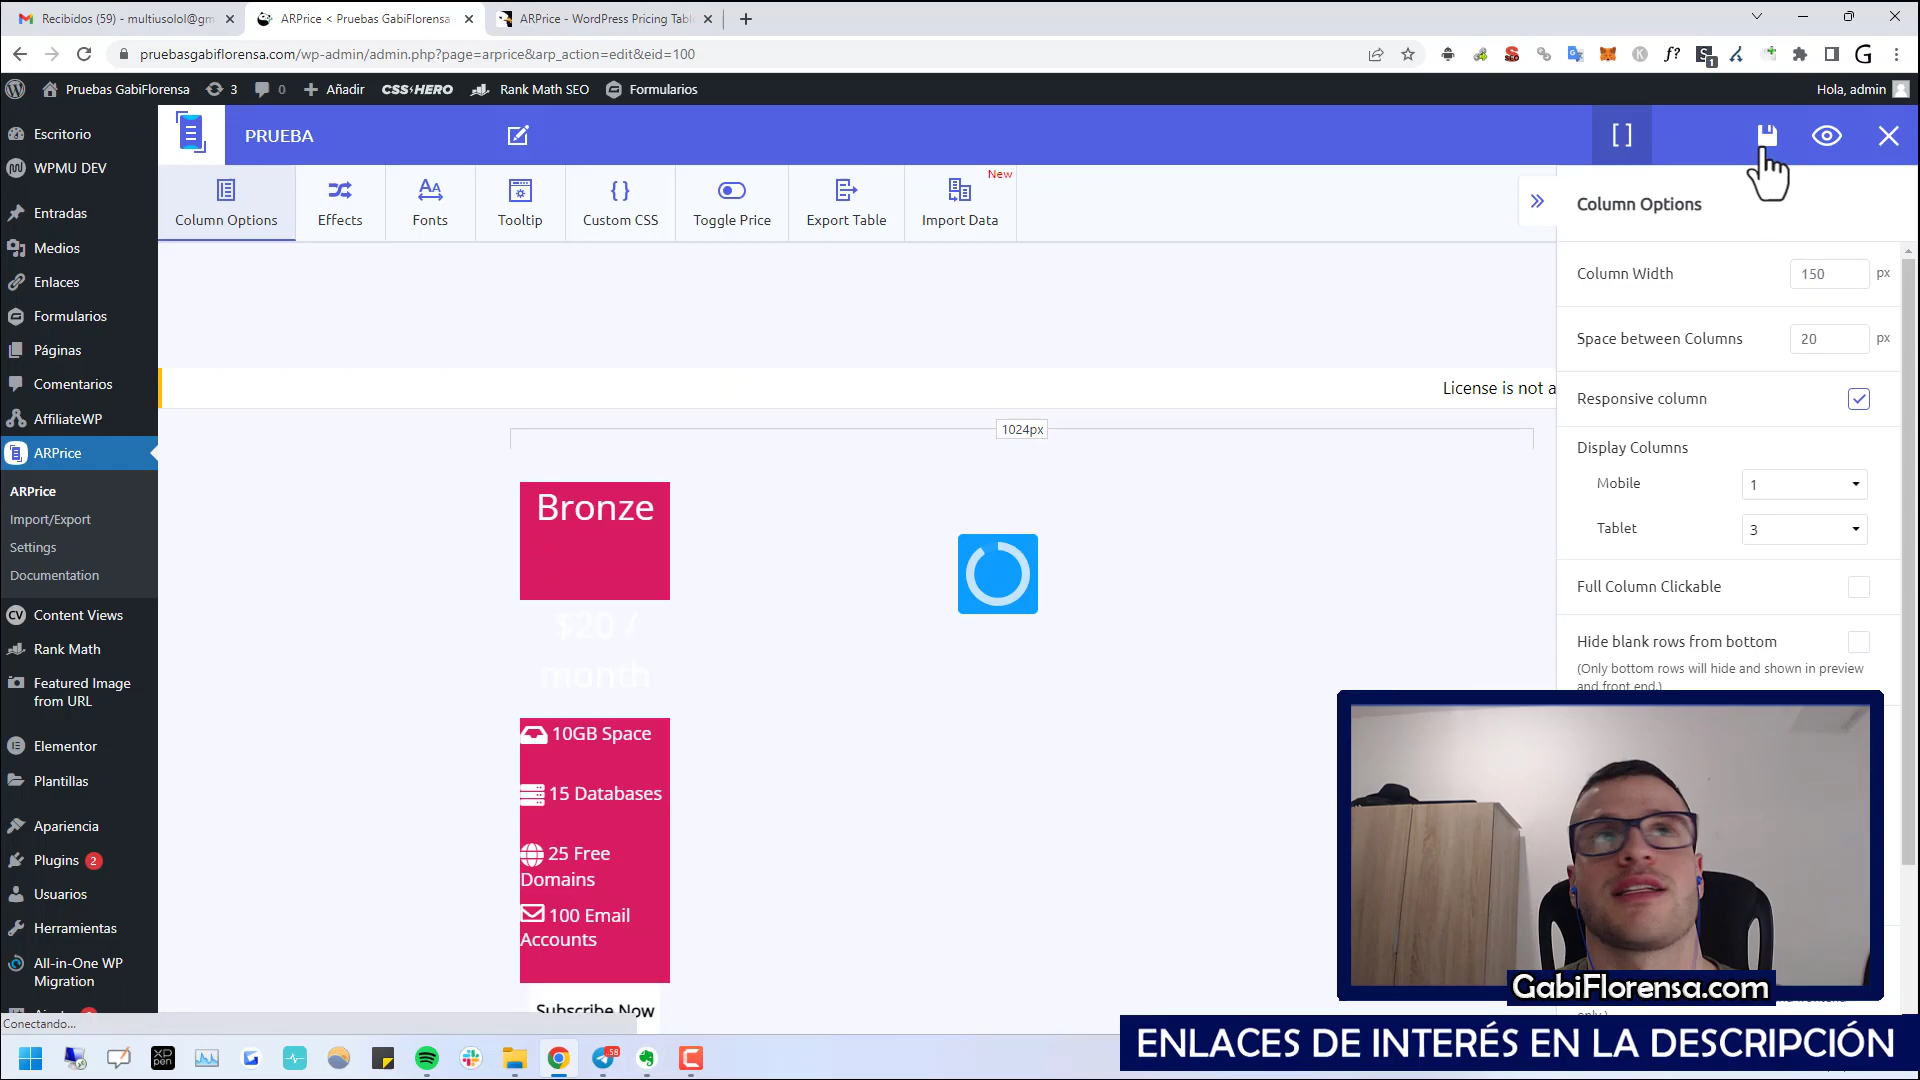 Recibidos (59) - multiusolol@gm
ARPrice < Pruebas GabiFlorensa
ARPrice - WordPress Pricing Tabl
pruebasgabiflorensa.com/wp-admin/admin.php?page=arprice&arp_action=edit&eid=100
Pruebas GabiFlorensa
3
0
Añadir
CSS HERO
Rank Math SEO
Formularios
Hola, admin
Escritorio
WPMU DEV
Entradas
Medios
Enlaces
Formularios
Páginas
Comentarios
AffiliateWP
ARPrice
ARPrice
Import/Export
Settings
Documentation
Content Views
Rank Math
Featured Image
from URL
Elementor
Plantillas
Apariencia
Plugins 2
Usuarios
Herramientas
All-in-One WP
Migration
Conectando...
PRUEBA
[ ]
Column Options
Effects
Fonts
Tooltip
Custom CSS
Toggle Price
Export Table
Import Data
New
License is not a
1024px
Bronze
$20 /
month
10GB Space
15 Databases
25 Free
Domains
100 Email
Accounts
Subscribe Now
Column Options
Column Width
150 px
Space between Columns
20 px
Responsive column
Display Columns
Mobile
1
Tablet
3
Full Column Clickable
Hide blank rows from bottom
(Only bottom rows will hide and shown in preview
and front end.)
only.)
GabiFlorensa.com
ENLACES DE INTERÉS EN LA DESCRIPCIÓN
XD
pen
58